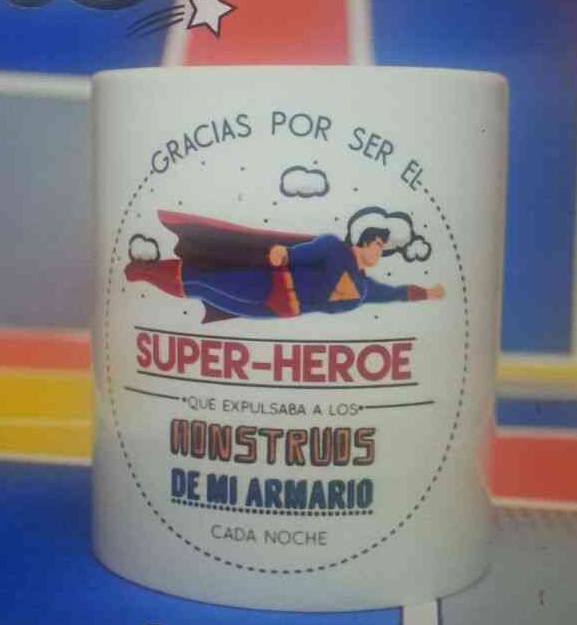 GRACIAS POR SER EL
SUPER-HEROE
QUE EXPULSABA A LOS
MONSTRUOS
DE MI ARMARIO
CADA NOCHE